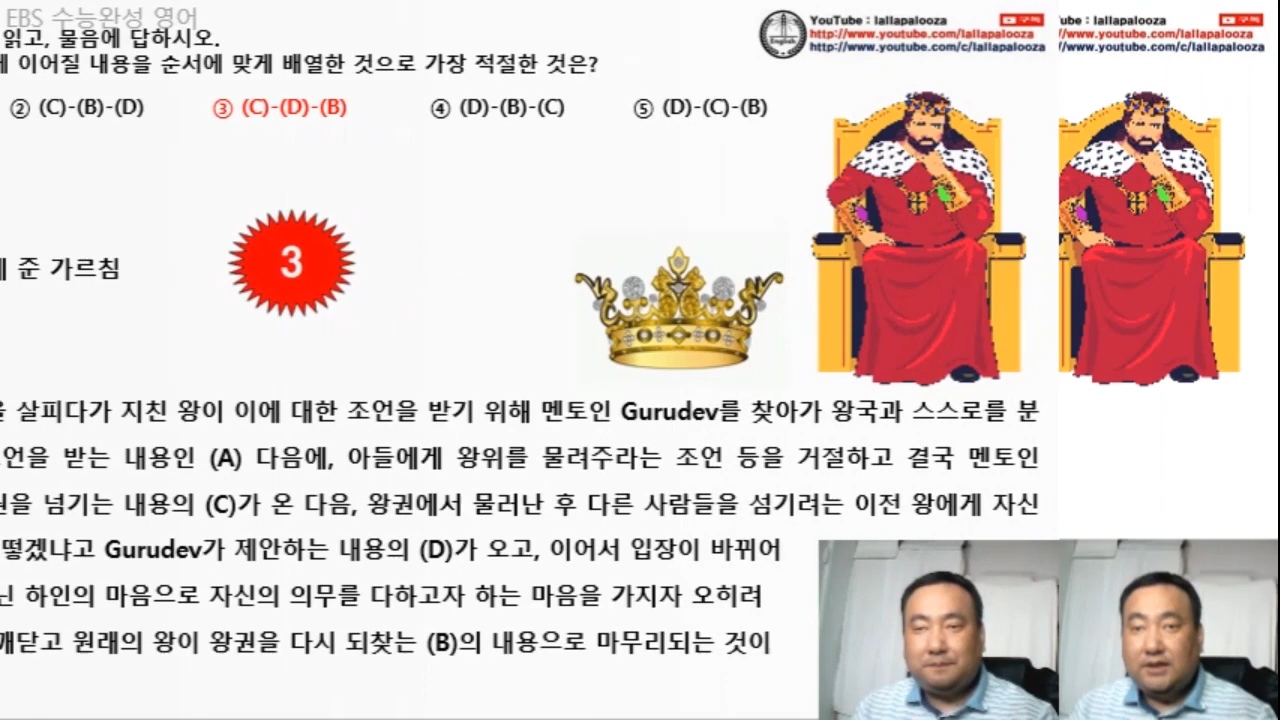 EBS 수능완성 영어
읽고, 물음에 답하시오.
에 이어질 내용을 순서에 맞게 배열한 것으로 가장 적절한 것은?
② (C)-(B)-(D) ③ (C)-(D)-(B) ④ (D)-(B)-(C) ⑤ (D)-(C)-(B)
YouTube : lallapalooza 구독
http://www.youtube.com/lallapalooza
http://www.youtube.com/c/lallapalooza
English
ube : lallapalooza 구독
//www.youtube.com/lallapalooza
//www.youtube.com/c/lallapalooza
준 가르침
3
살피다가 지친 왕이 이에 대한 조언을 받기 위해 멘토인 Gurudev를 찾아가 왕국과 스스로를 분
언을 받는 내용인 (A) 다음에, 아들에게 왕위를 물려주라는 조언 등을 거절하고 결국 멘토인
권을 넘기는 내용의 (C)가 온 다음, 왕권에서 물러난 후 다른 사람들을 섬기려는 이전 왕에게 자신
떻겠냐고 Gurudev가 제안하는 내용의 (D)가 오고, 이어서 입장이 바뀌어
닌 하인의 마음으로 자신의 의무를 다하고자 하는 마음을 가지자 오히려
깨닫고 원래의 왕이 왕권을 다시 되찾는 (B)의 내용으로 마무리되는 것이